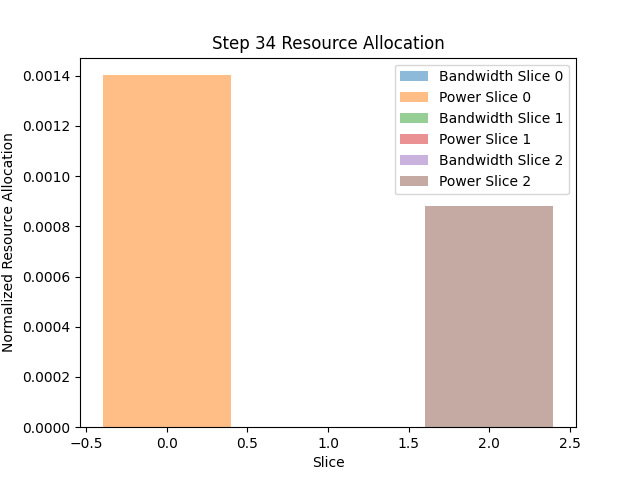 Step 34 Resource Allocation
Normalized Resource Allocation
0.0014
0.0012
0.0010
0.0008
0.0006
0.0004
0.0002
0.0000
Bandwidth Slice 0
Power Slice 0
Bandwidth Slice 1
Power Slice 1
Bandwidth Slice 2
Power Slice 2
−0.5 0.0 0.5 1.0 1.5 2.0 2.5
Slice